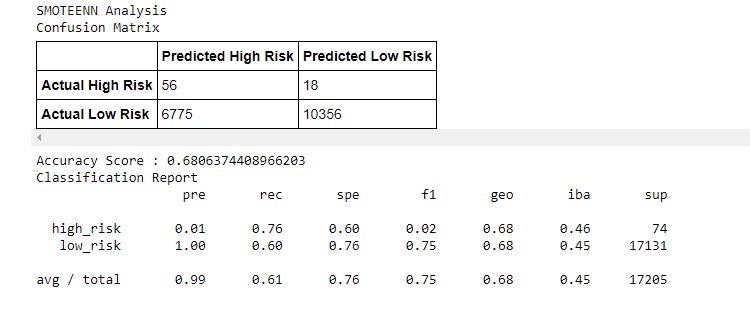 SMOTEENN Analysis
Confusion Matrix
Predicted High Risk Predicted Low Risk
Actual High Risk 56 18
Actual Low Risk 6775 10356
Accuracy Score : 0.6806374408966203
Classification Report
pre rec spe f1 geo iba sup
high_risk 0.01 0.76 0.60 0.02 0.68 0.46 74
low_risk 1.00 0.60 0.76 0.75 0.68 0.45 17131
avg / total 0.99 0.61 0.76 0.75 0.68 0.45 17205